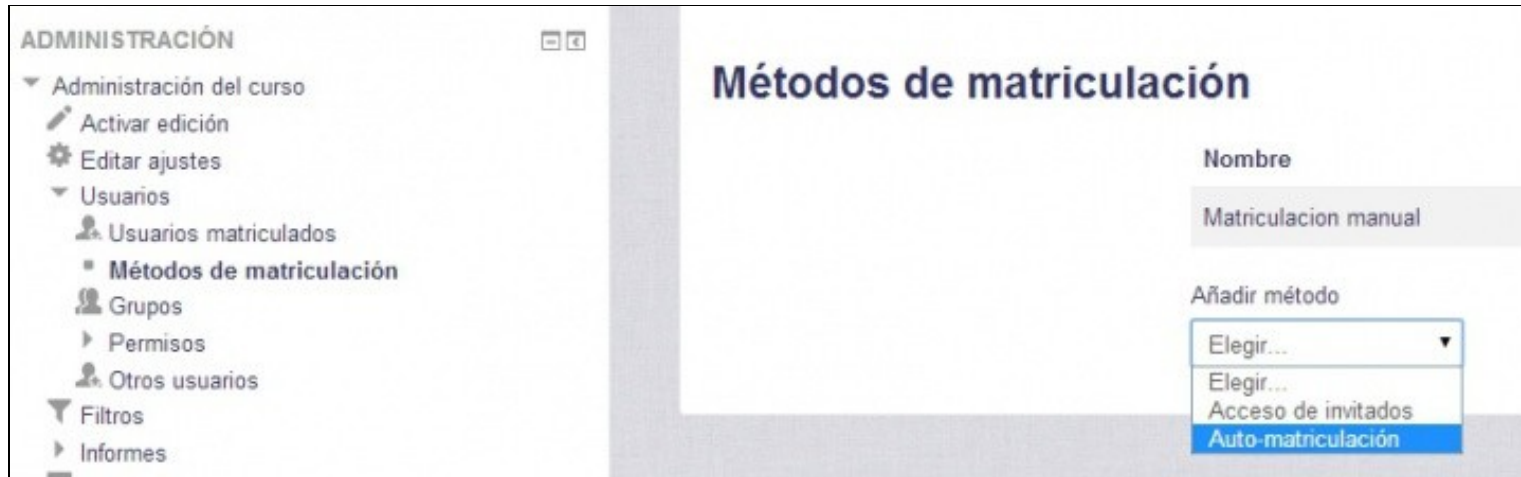 ADMINISTRACIÓN
Administración del curso
Activar edición
Editar ajustes
Usuarios
Usuarios matriculados
Métodos de matriculación
Grupos
Permisos
Otros usuarios
Filtros
Informes
Métodos de matriculación
Nombre
Matriculacion manual
Añadir método
Elegir...
Elegir...
Acceso de invitados
Auto-matriculación